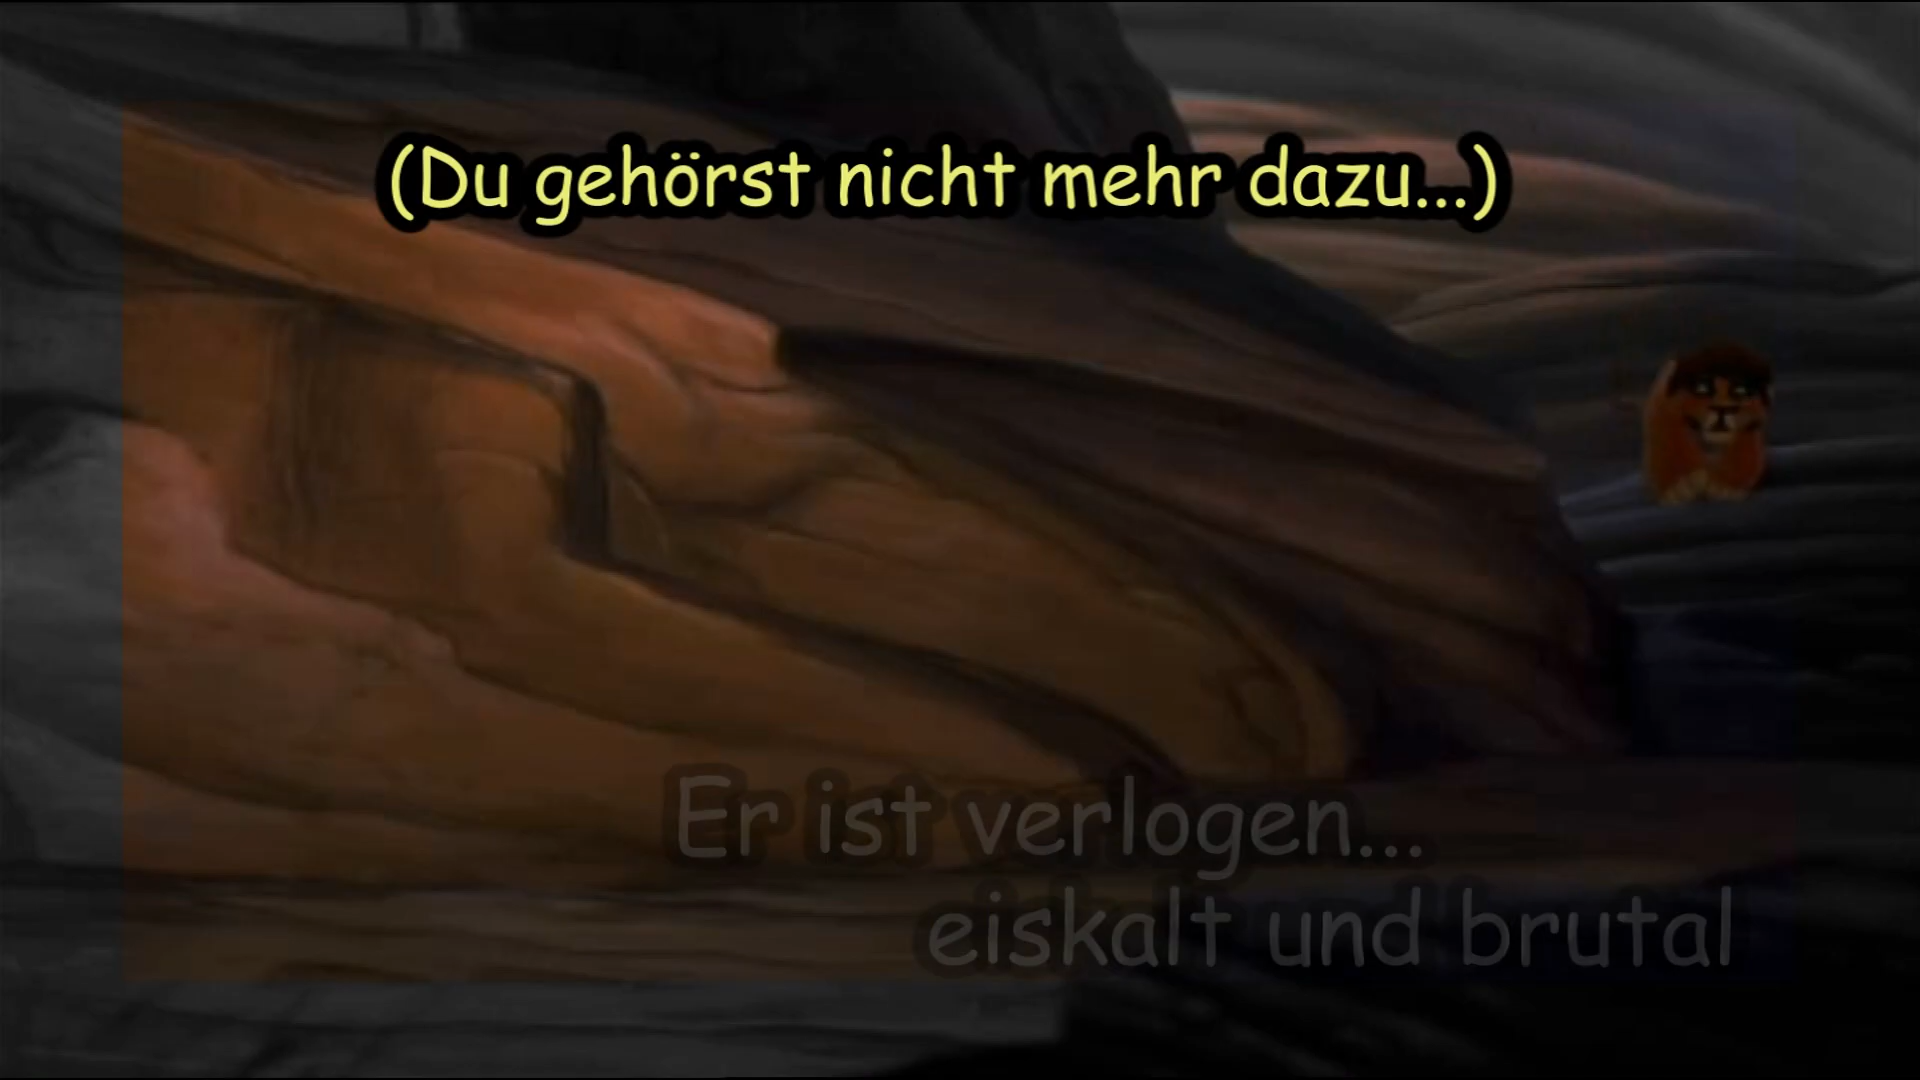 (Du gehörst nicht mehr dazu...)
Er ist verlogen...
eiskalt und brutal